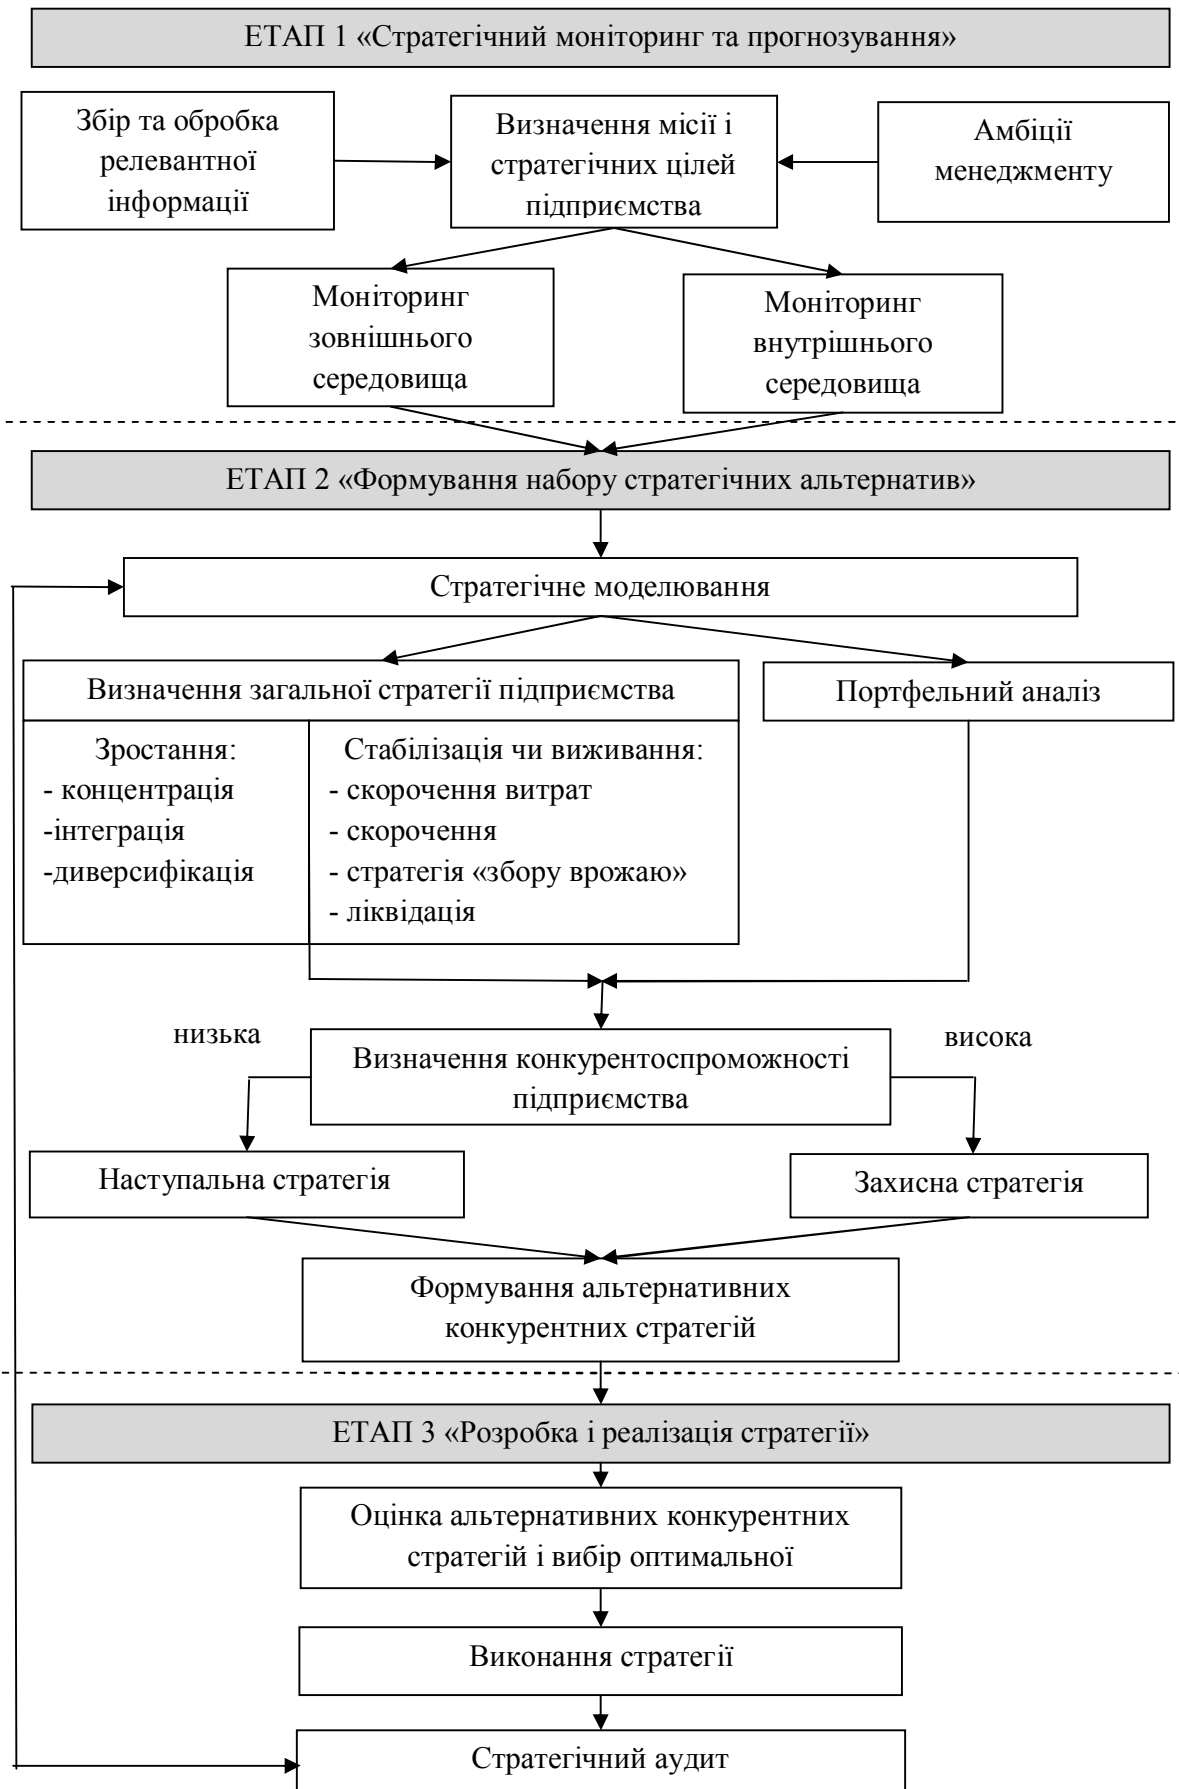 ЕТАП 1 «Стратегічний моніторинг та прогнозування»
Збір та обробка
релевантної
інформації
Визначення місії і
стратегічних цілей
підприємства
Амбіції
менеджменту
Моніторинг
зовнішнього
середовища
Моніторинг
внутрішнього
середовища
ЕТАП 2 «Формування набору стратегічних альтернатив»
Стратегічне моделювання
Визначення загальної стратегії підприємства
Портфельний аналіз
Зростання:
- концентрація
-інтеграція
-диверсифікація
Стабілізація чи виживання:
- скорочення витрат
- скорочення
- стратегія «збору врожаю»
- ліквідація
низька
Визначення конкурентоспроможності
підприємства
висока
Наступальна стратегія
Захисна стратегія
Формування альтернативних
конкурентних стратегій
ЕТАП 3 «Розробка і реалізація стратегії»
Оцінка альтернативних конкурентних
стратегій і вибір оптимальної
Виконання стратегії
Стратегічний аудит